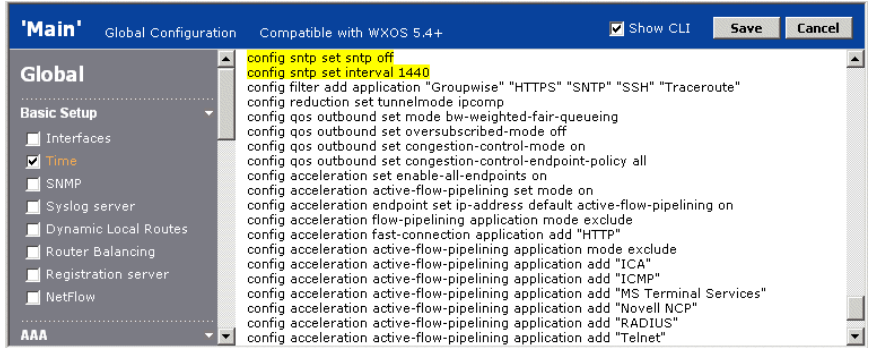 'Main' Global Configuration Compatible with WXOS 5.4+ Show CLI Save Cancel
Global
Basic Setup
Interfaces
Time
SNMP
Syslog server
Dynamic Local Routes
Router Balancing
Registration server
NetFlow
AAA
config sntp set sntp off
config sntp set interval 1440
config filter add application "Groupwise" "HTTPS" "SNTP" "SSH" "Traceroute"
config reduction set tunnelmode ipcomp
config qos outbound set mode bw-weighted-fair-queueing
config qos outbound set oversubscribed-mode off
config qos outbound set congestion-control-mode on
config qos outbound set congestion-control-endpoint-policy all
config acceleration set enable-all-endpoints on
config acceleration active-flow-pipelining set mode on
config acceleration endpoint set ip-address default active-flow-pipelining on
config acceleration flow-pipelining application mode exclude
config acceleration fast-connection application add "HTTP"
config acceleration active-flow-pipelining application mode exclude
config acceleration active-flow-pipelining application add "ICA"
config acceleration active-flow-pipelining application add "ICMP"
config acceleration active-flow-pipelining application add "MS Terminal Services"
config acceleration active-flow-pipelining application add "Novell NCP"
config acceleration active-flow-pipelining application add "RADIUS"
config acceleration active-flow-pipelining application add "Telnet"